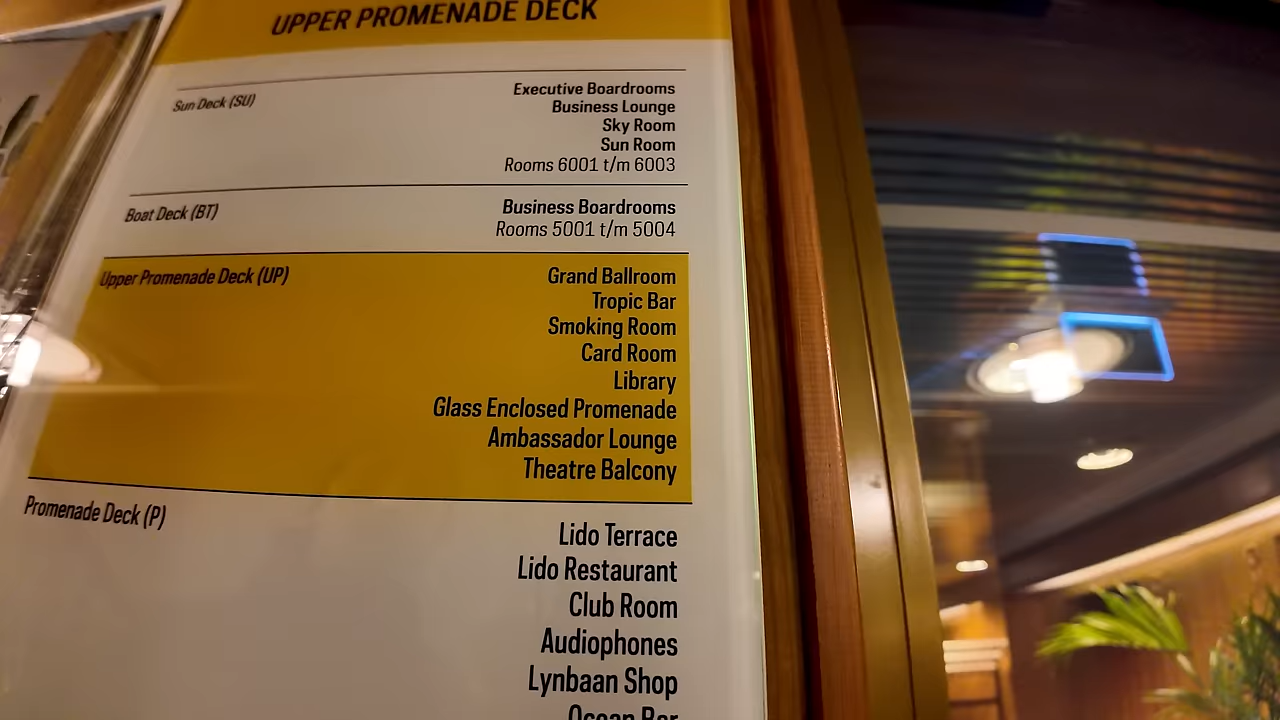 UPPER PROMENADE DECK
Sun Deck (SU)
Executive Boardrooms
Business Lounge
Sky Room
Sun Room
Rooms 6001 t/m 6003
Boat Deck (BT)
Business Boardrooms
Rooms 5001 t/m 5004
Upper Promenade Deck (UP)
Grand Ballroom
Tropic Bar
Smoking Room
Card Room
Library
Glass Enclosed Promenade
Ambassador Lounge
Theatre Balcony
Promenade Deck (P)
Lido Terrace
Lido Restaurant
Club Room
Audiophones
Lynbaan Shop
Ocean Bar